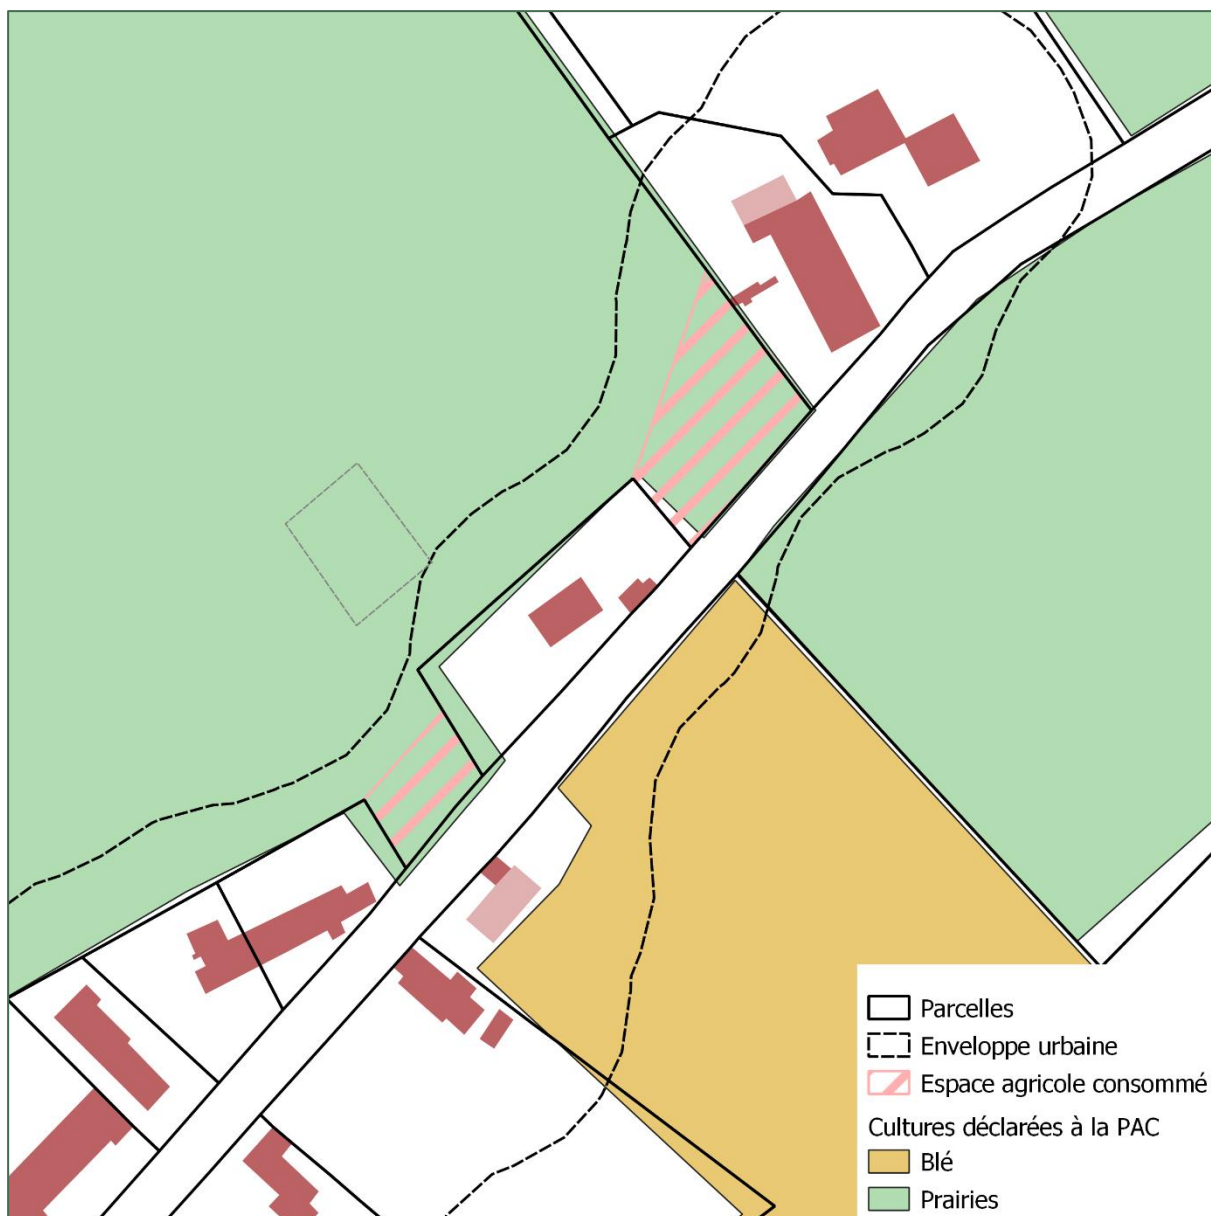 Parcelles
Enveloppe urbaine
Espace agricole consommé
Cultures déclarées à la PAC
Blé
Prairies